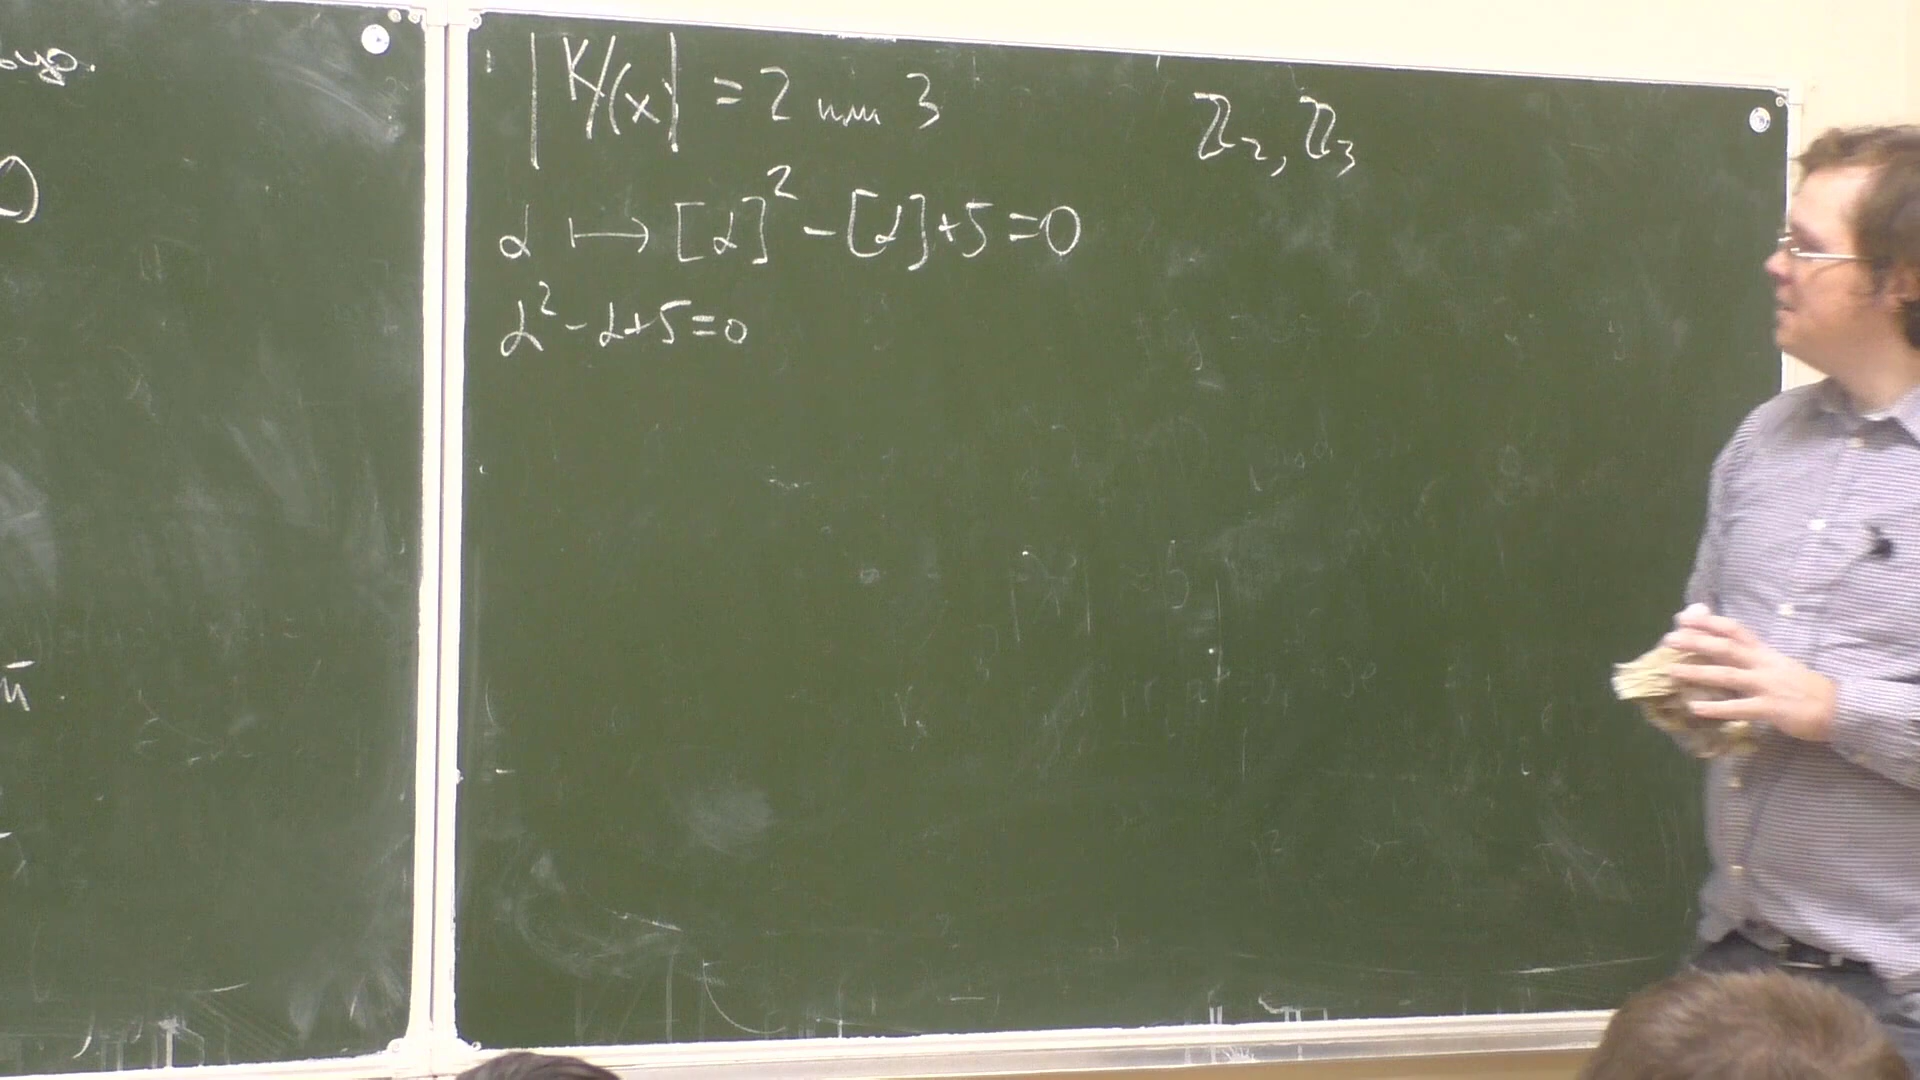 |K/(x)| = 2 или 3
ℤ₂, ℤ₃
α ↦ [α]² - [α] + 5 = 0
α² - α + 5 = 0